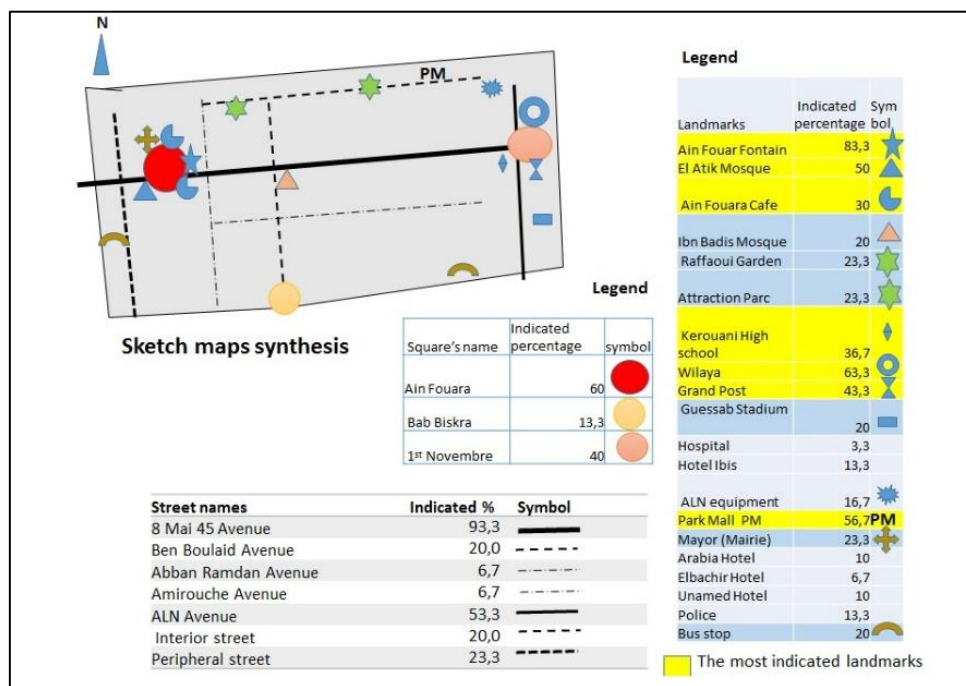 N
PM
Sketch maps synthesis
Legend
Square's name Indicated percentage symbol
Ain Fouara 60
Bab Biskra 13,3
1st Novembre 40
Street names Indicated % Symbol
8 Mai 45 Avenue 93,3
Ben Boulaid Avenue 20,0
Abban Ramdan Avenue 6,7
Amirouche Avenue 6,7
ALN Avenue 53,3
Interior street 20,0
Peripheral street 23,3
Legend
Landmarks Indicated percentage Sym bol
Ain Fouar Fontain 83,3
El Atik Mosque 50
Ain Fouara Cafe 30
Ibn Badis Mosque 20
Raffaoui Garden 23,3
Attraction Parc 23,3
Kerouani High school 36,7
Wilaya 63,3
Grand Post 43,3
Guessab Stadium 20
Hospital 3,3
Hotel Ibis 13,3
ALN equipment 16,7
Park Mall PM 56,7 PM
Mayor (Mairie) 23,3
Arabia Hotel 10
Elbachir Hotel 6,7
Unamed Hotel 10
Police 13,3
Bus stop 20
The most indicated landmarks